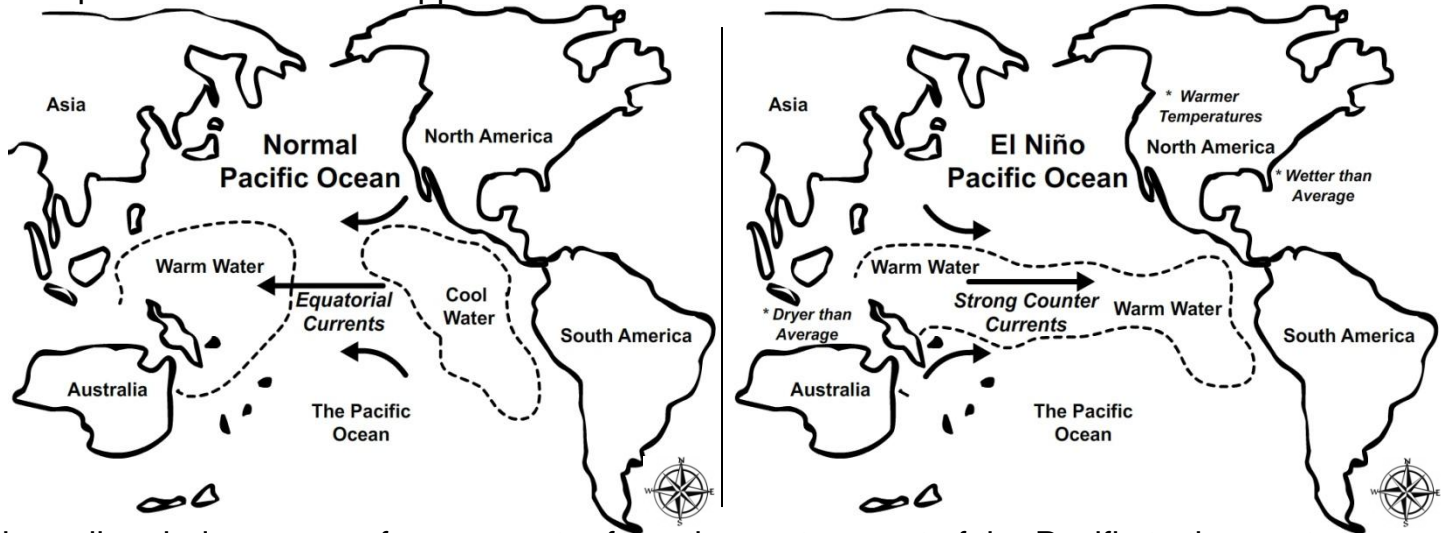 Asia
North America
Normal
Pacific Ocean
Warm Water
Equatorial
Currents
Cool
Water
South America
Australia
The Pacific
Ocean
N
W
E
S
Asia
* Warmer
Temperatures
North America
El Niño
Pacific Ocean
* Wetter than
Average
Warm Water
Strong Counter
Currents
Warm Water
* Dryer than
Average
South America
Australia
The Pacific
Ocean
N
W
E
S